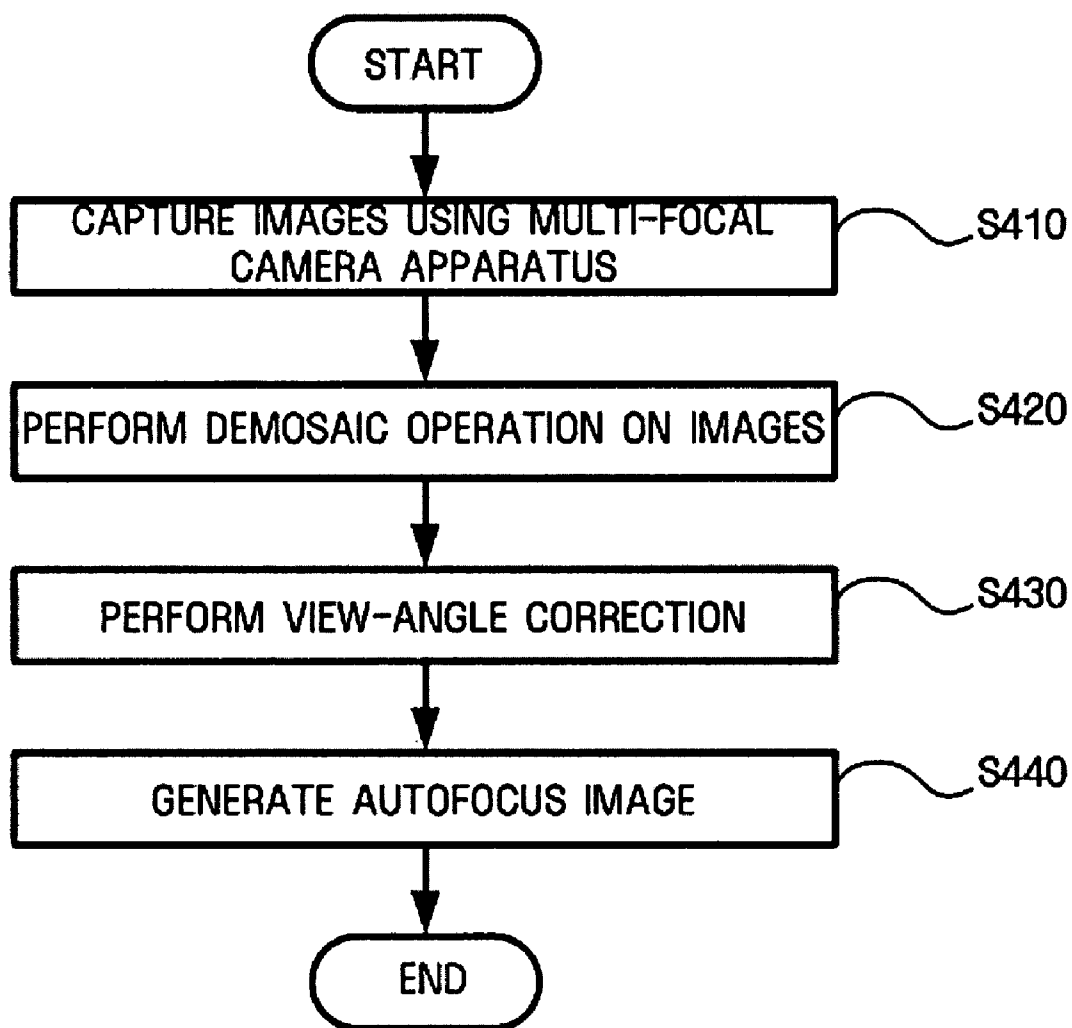 START
CAPTURE IMAGES USING MULTI-FOCAL
CAMERA APPARATUS
S410
PERFORM DEMOSAIC OPERATION ON IMAGES
S420
PERFORM VIEW-ANGLE CORRECTION
S430
GENERATE AUTOFOCUS IMAGE
S440
END